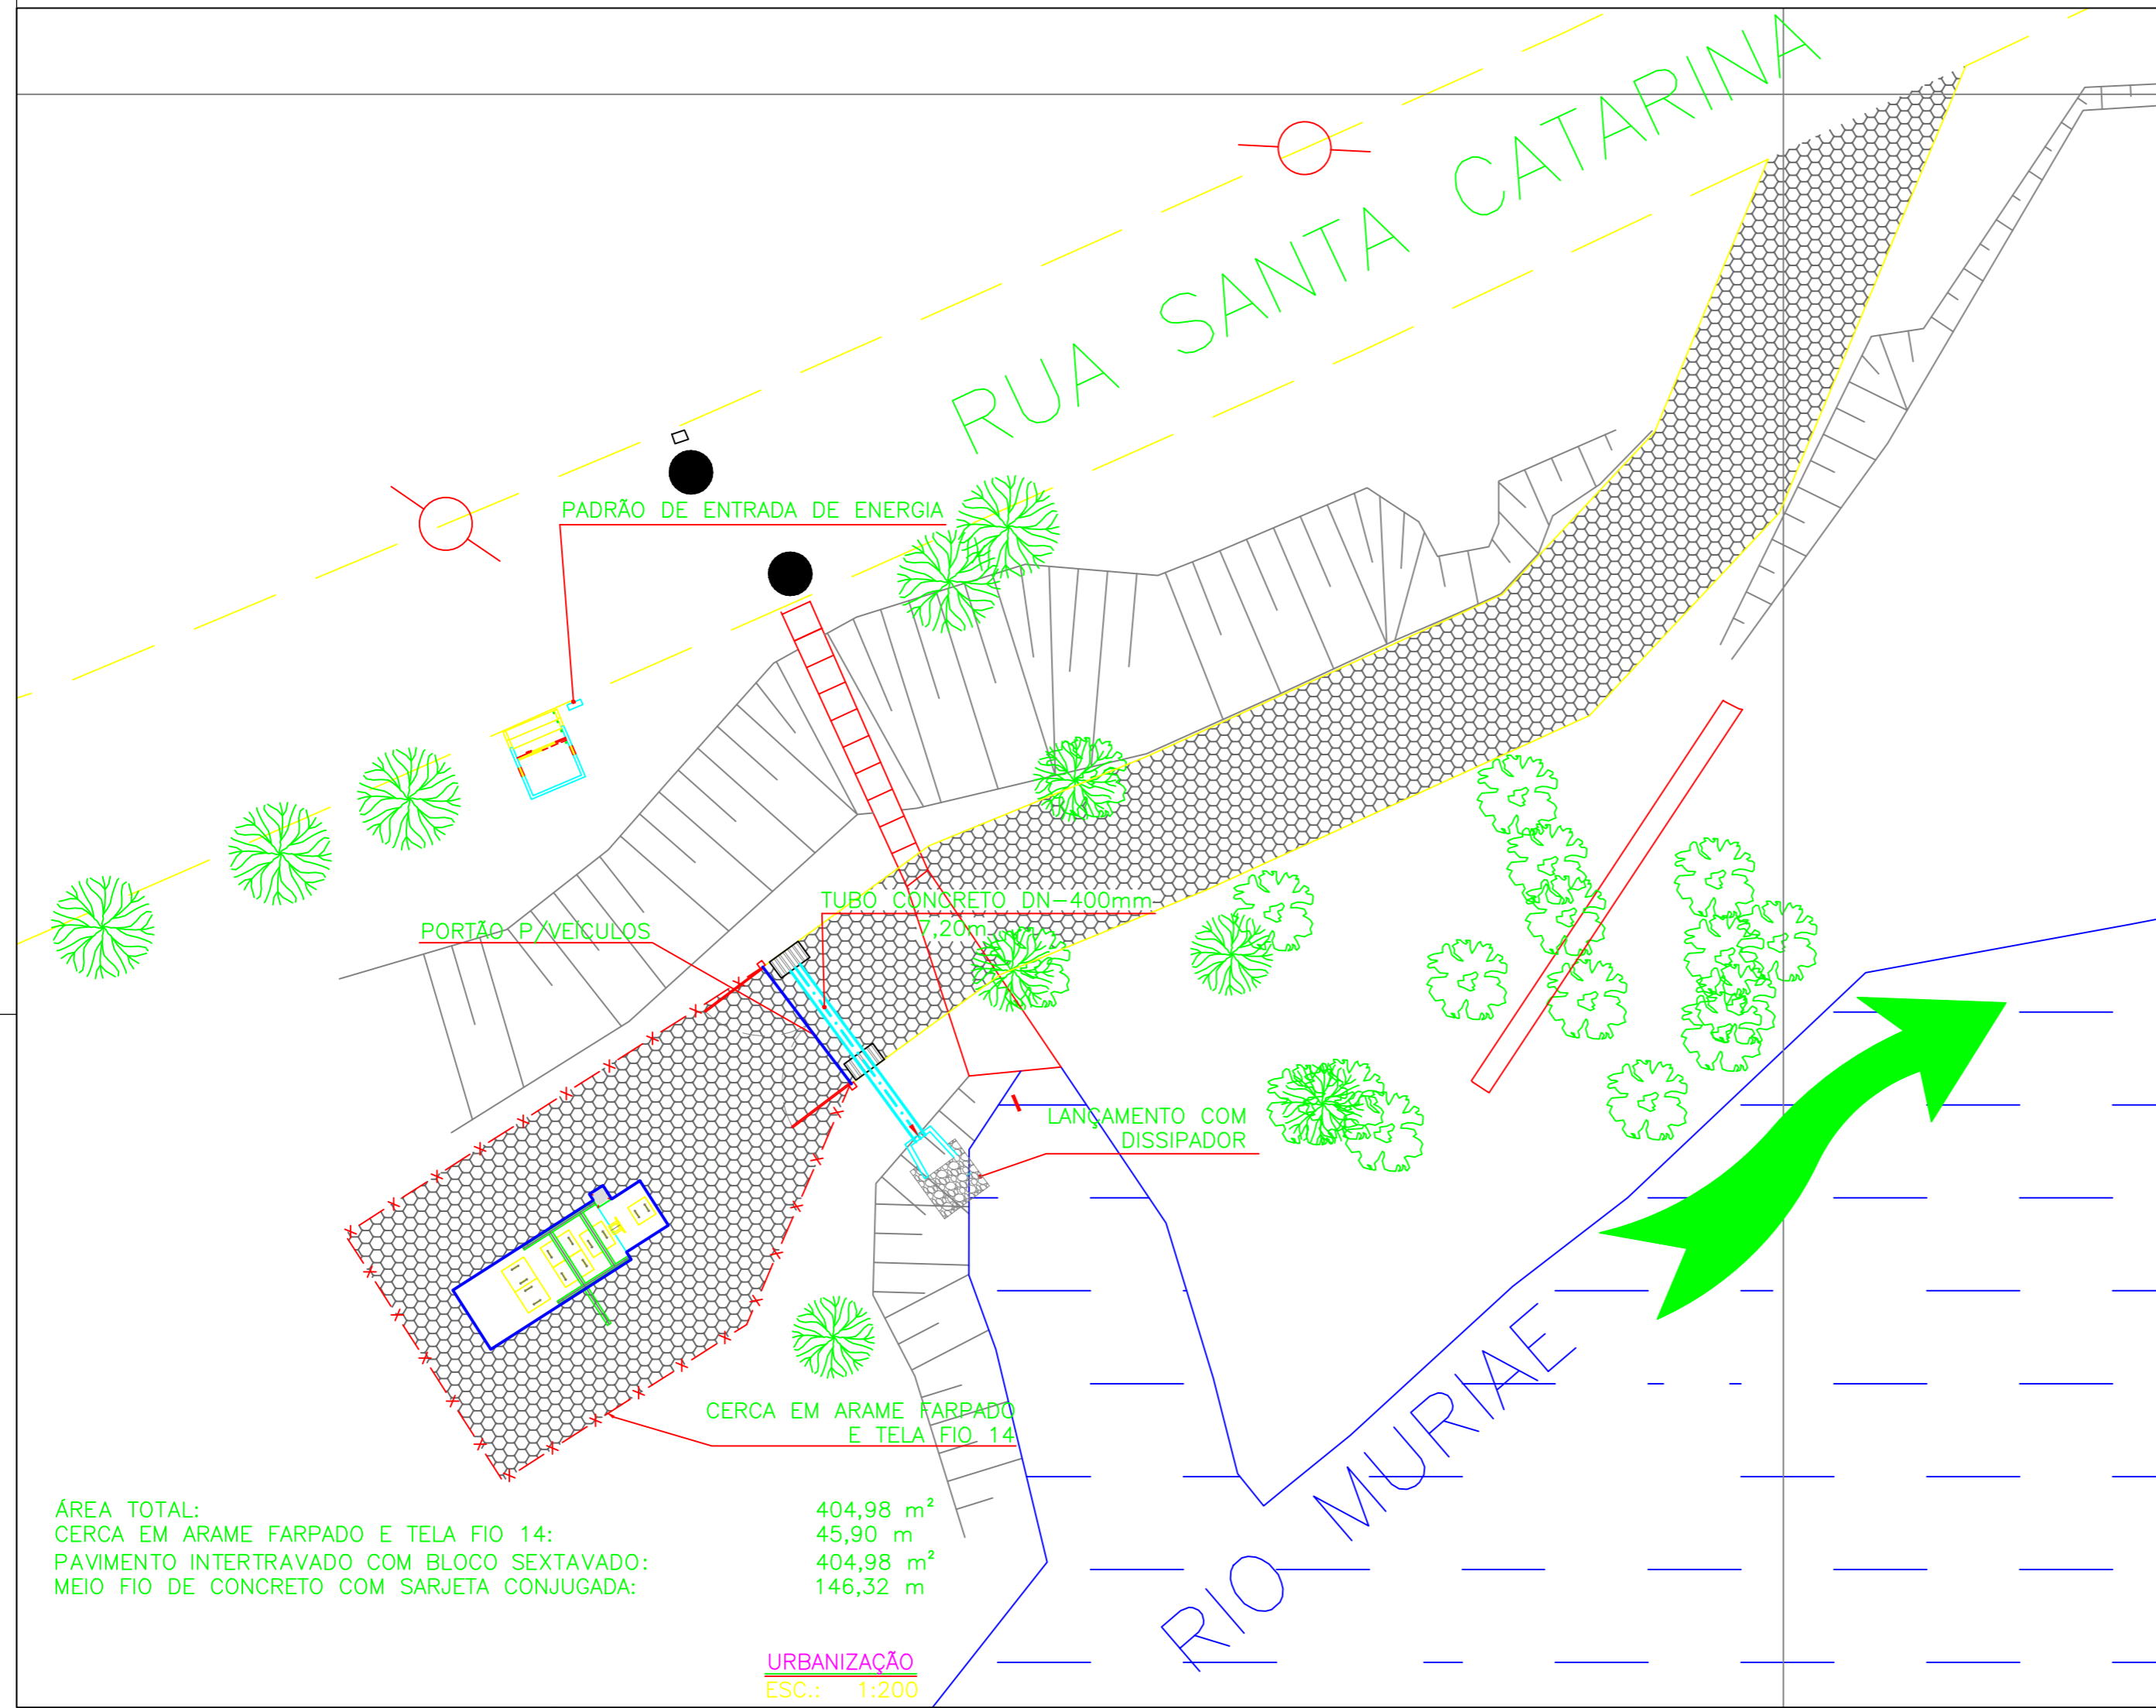 RUA SANTA CATARINA
PADRÃO DE ENTRADA DE ENERGIA
TUBO CONCRETO DN-400mm
7,20m
PORTÃO P/VEÍCULOS
LANÇAMENTO COM
DISSIPADOR
RIO MURIAE
CERCA EM ARAME FARPADO
E TELA FIO 14
ÁREA TOTAL: 404,98 m²
CERCA EM ARAME FARPADO E TELA FIO 14: 45,90 m
PAVIMENTO INTERTRAVADO COM BLOCO SEXTAVADO: 404,98 m²
MEIO FIO DE CONCRETO COM SARJETA CONJUGADA: 146,32 m
URBANIZAÇÃO
ESC.: 1:200